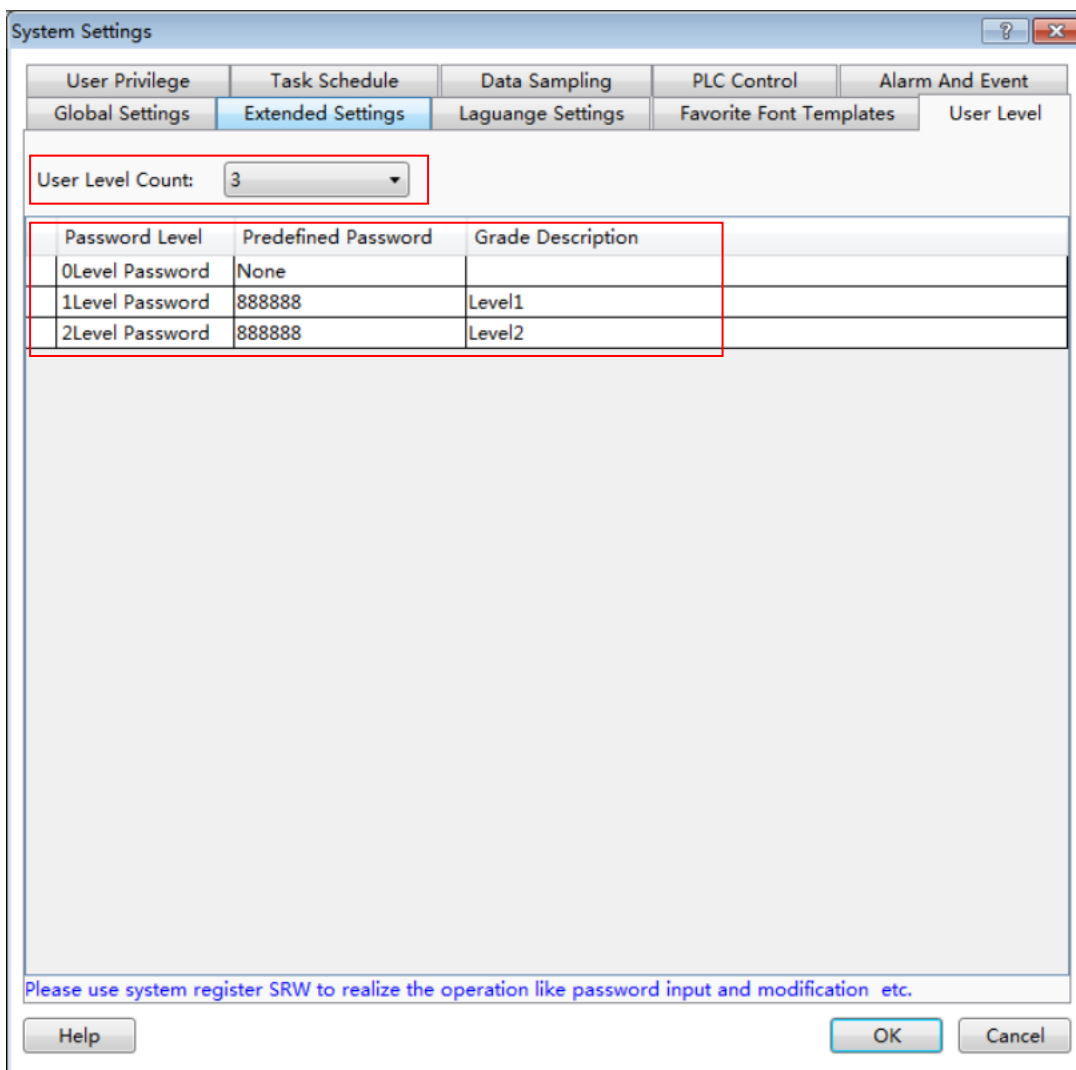 System Settings
User Privilege Task Schedule Data Sampling PLC Control Alarm And Event
Global Settings Extended Settings Laguange Settings Favorite Font Templates User Level
User Level Count: 3
Password Level Predefined Password Grade Description
0Level Password None
1Level Password 888888 Level1
2Level Password 888888 Level2
Please use system register SRW to realize the operation like password input and modification etc.
Help OK Cancel